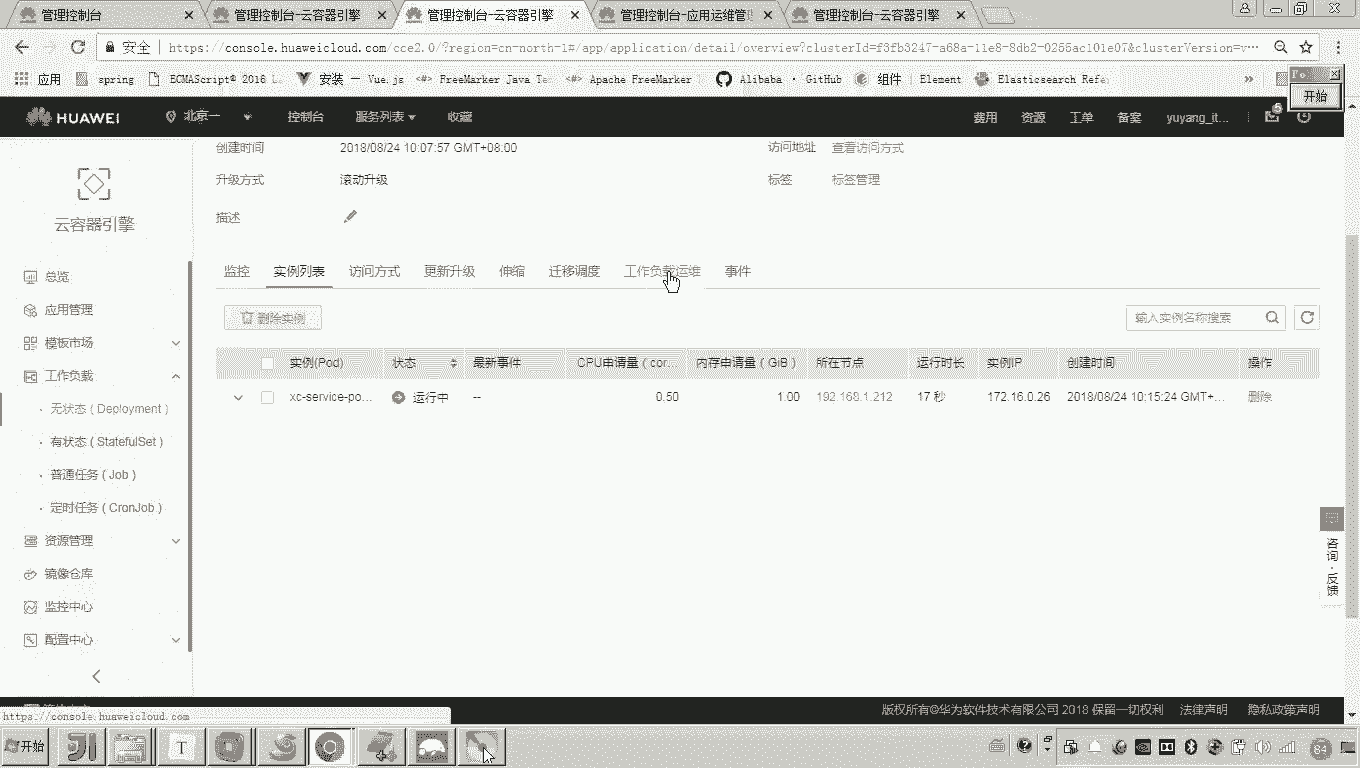 管理控制台
管理控制台-云容器引擎
管理控制台-云容器引擎
管理控制台-应用运维管
管理控制台-云容器引擎
安全 https://console.huaweicloud.com/cce2.0/?region=cn-north-1#/app/application/detail/overview?clusterId=f3fb3247-a68a-11e8-8db2-0255ac101e07&clusterVersion=v…
应用 spring ECMAScript® 2016 L 安装 — Vue.js FreeMarker Java Te Apache FreeMarker Alibaba · GitHub 组件 | Element Elasticsearch Refe
开始
HUAWEI 北京一 控制台 服务列表 收藏 费用 资源 工单 备案 yuyang_it... 5
云容器引擎
总览
应用管理
模板市场
工作负载
无状态 ( Deployment )
有状态 ( StatefulSet )
普通任务 ( Job )
定时任务 ( CronJob )
资源管理
镜像仓库
监控中心
配置中心
创建时间 2018/08/24 10:07:57 GMT+08:00 访问地址 查看访问方式
升级方式 滚动升级 标签 标签管理
描述
监控 实例列表 访问方式 更新升级 伸缩 迁移调度 工作负载运维 事件
删除实例 输入实例名称搜索
实例(Pod) 状态 最新事件 CPU申请量 ( cor... 内存申请量 ( GiB ) 所在节点 运行时长 实例IP 创建时间 操作
xc-service-po... 运行中 -- 0.50 1.00 192.168.1.212 17 秒 172.16.0.26 2018/08/24 10:15:24 GMT+... 删除
咨询·反馈
版权所有@华为软件技术有限公司 2018 保留一切权利 法律声明 隐私政策声明
https://console.huaweicloud.com
开始
84